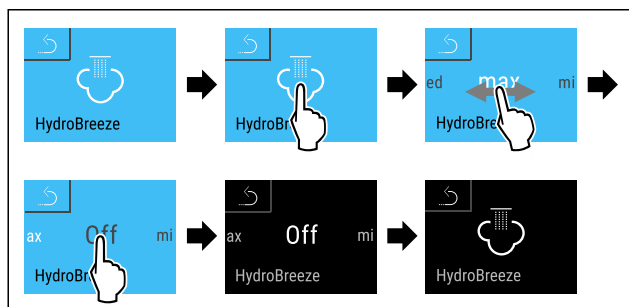 HydroBreeze
HydroBr
ed max mi
HydroBre
ax Off mi
HydroBr
ax Off mi
HydroBreeze
HydroBreeze